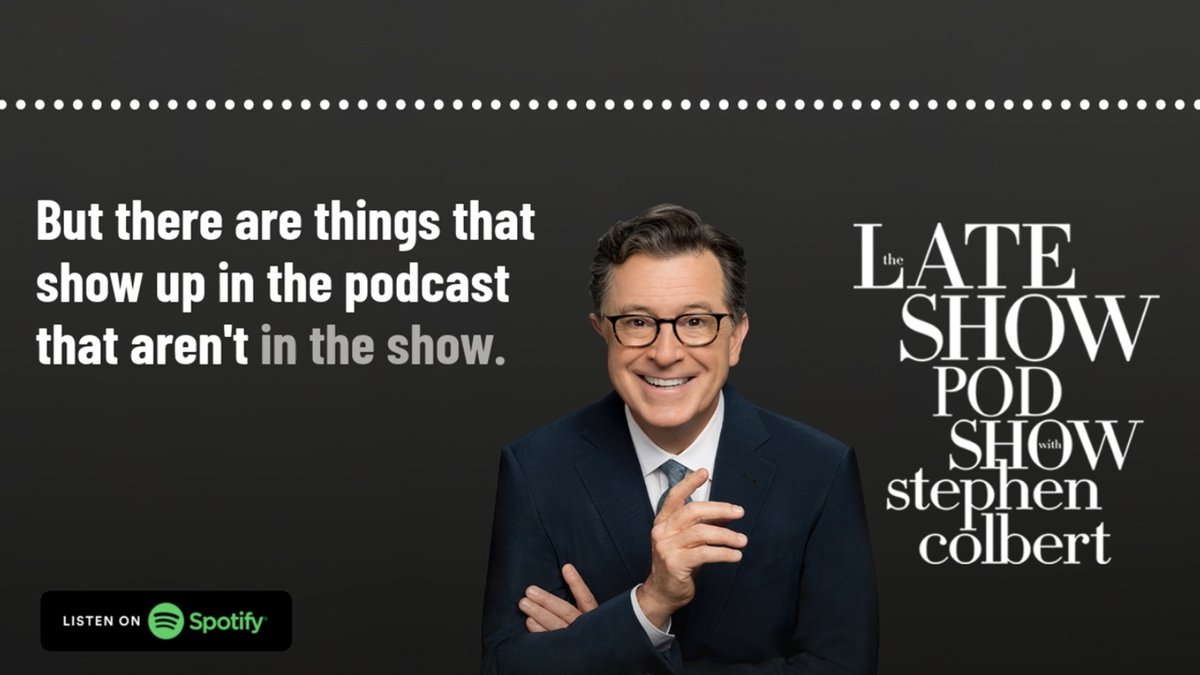 But there are things that
show up in the podcast
that aren't in the show.
the LATE
SHOW
POD
SHOW with
stephen
colbert
LISTEN ON Spotify